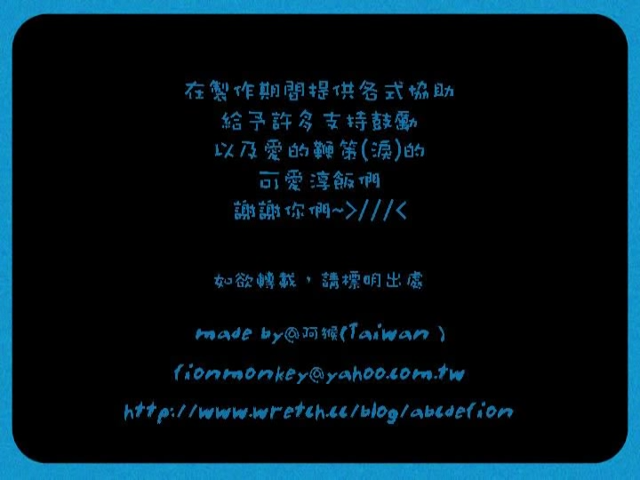 在製作期間提供各式協助
給予許多支持鼓勵
以及愛的鞭策(淚)的
可愛淳飯們
謝謝你們~>///<
如欲轉載，請標明出處
made by@阿猴(Taiwan )
fionmonkey@yahoo.com.tw
http://www.wretch.cc/blog/abcdefion